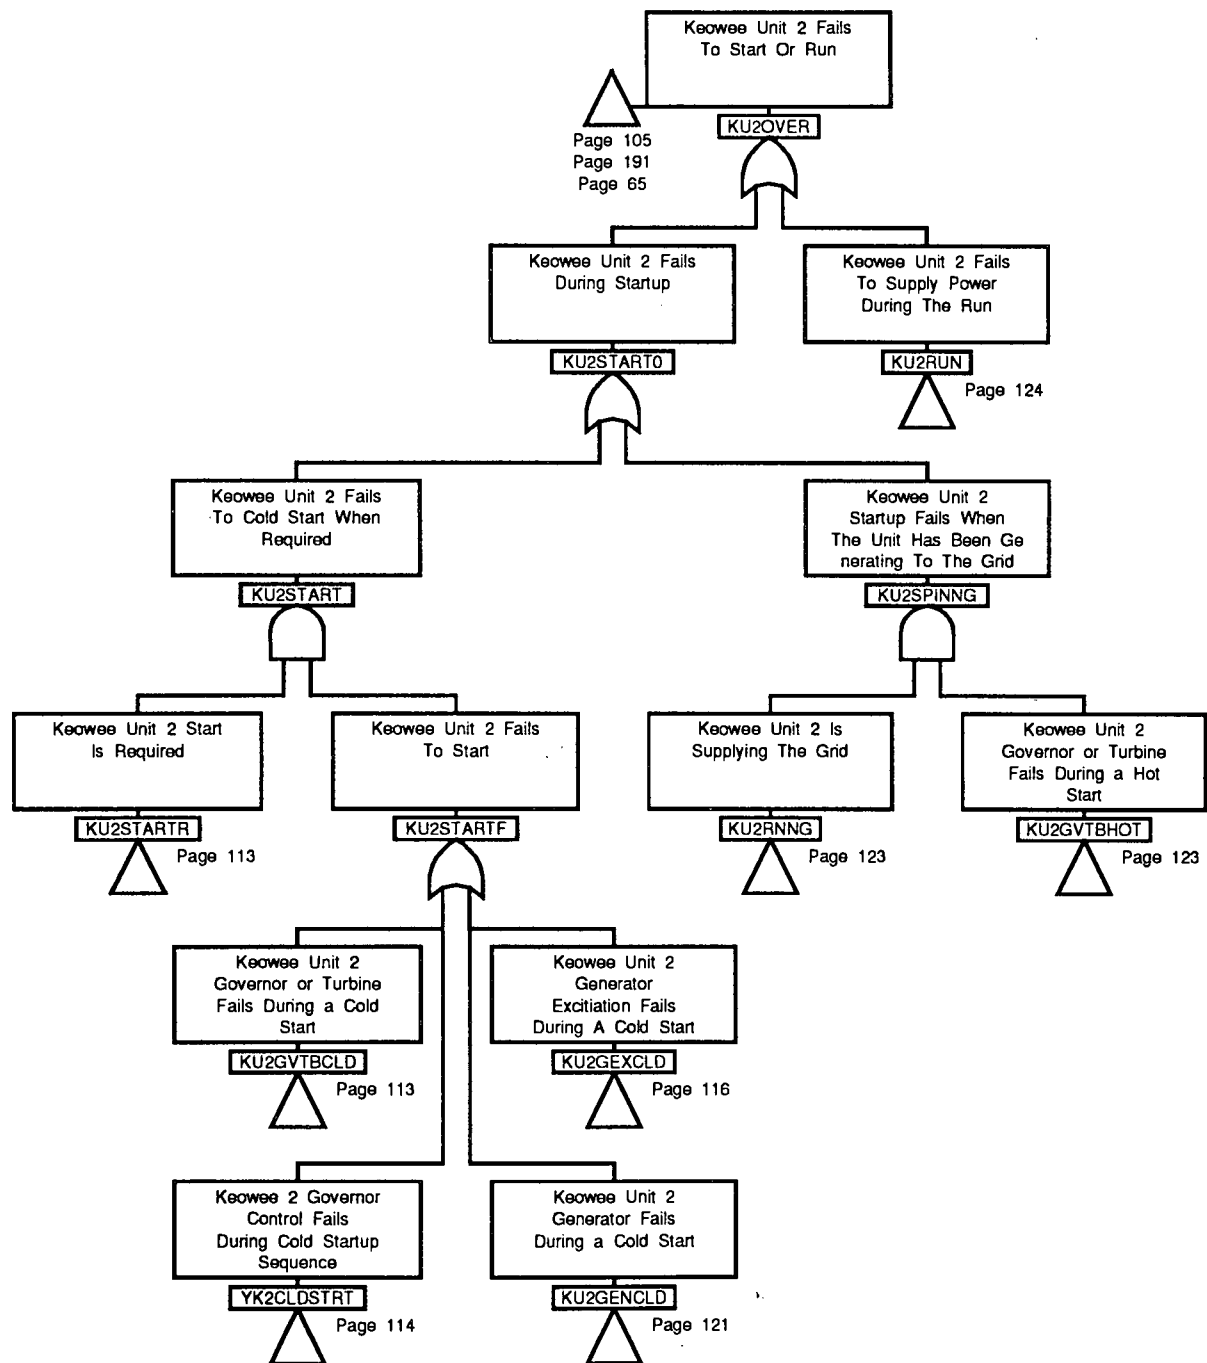 Keowee Unit 2 Fails
To Start Or Run
KU2OVER
Page 105
Page 191
Page 65
Keowee Unit 2 Fails
During Startup
KU2START0
Keowee Unit 2 Fails
To Supply Power
During The Run
KU2RUN
Page 124
Keowee Unit 2 Fails
To Cold Start When
Required
KU2START
Keowee Unit 2
Startup Fails When
The Unit Has Been Ge
nerating To The Grid
KU2SPINNG
Keowee Unit 2 Start
Is Required
KU2STARTR
Page 113
Keowee Unit 2 Fails
To Start
KU2STARTF
Keowee Unit 2 Is
Supplying The Grid
KU2RNNG
Page 123
Keowee Unit 2
Governor or Turbine
Fails During a Hot
Start
KU2GVTBHOT
Page 123
Keowee Unit 2
Governor or Turbine
Fails During a Cold
Start
KU2GVTBCLD
Page 113
Keowee Unit 2
Generator
Excitiation Fails
During A Cold Start
KU2GEXCLD
Page 116
Keowee 2 Governor
Control Fails
During Cold Startup
Sequence
YK2CLDSTRT
Page 114
Keowee Unit 2
Generator Fails
During a Cold Start
KU2GENCLD
Page 121